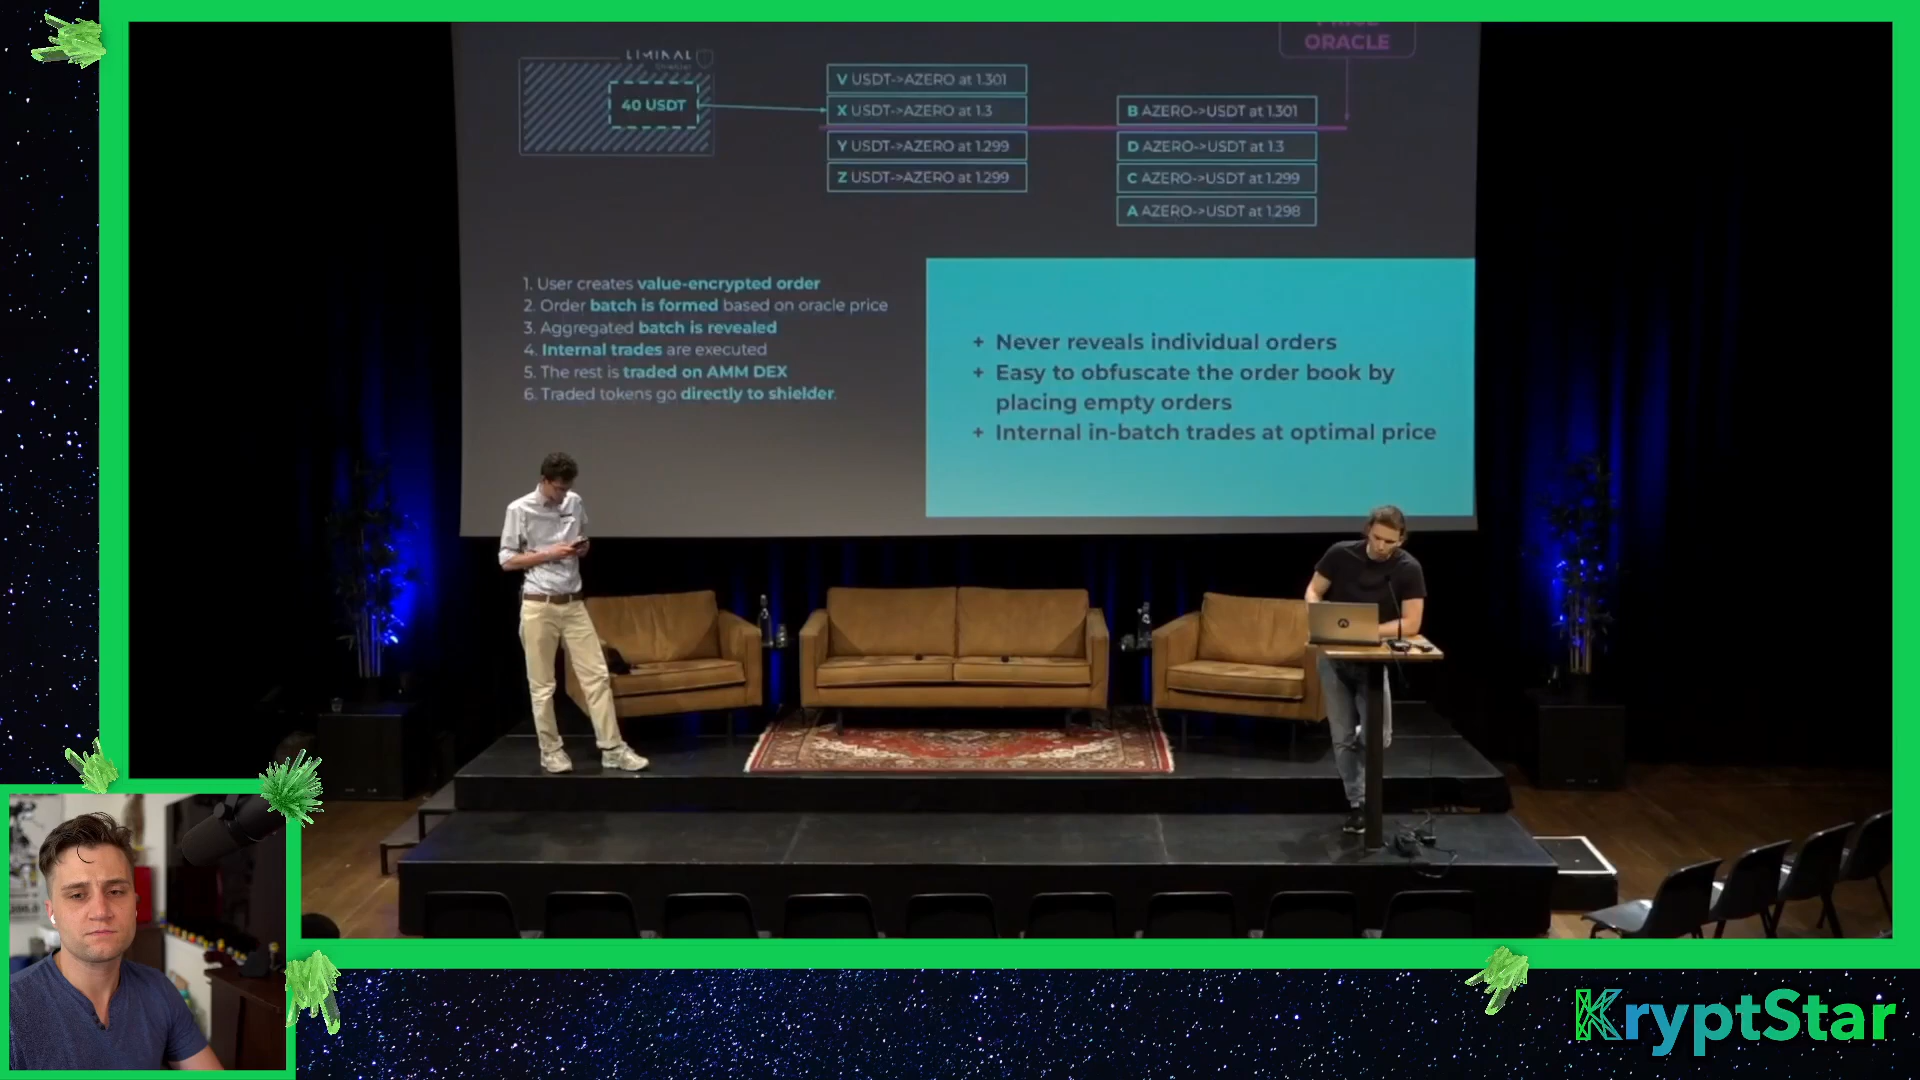 LIMINAL
40 USDT
V USDT->AZERO at 1.301
X USDT->AZERO at 1.3
Y USDT->AZERO at 1.299
Z USDT->AZERO at 1.299
ORACLE
B AZERO->USDT at 1.301
D AZERO->USDT at 1.3
C AZERO->USDT at 1.299
A AZERO->USDT at 1.298
1. User creates value-encrypted order
2. Order batch is formed based on oracle price
3. Aggregated batch is revealed
4. Internal trades are executed
5. The rest is traded on AMM DEX
6. Traded tokens go directly to shielder.
+ Never reveals individual orders
+ Easy to obfuscate the order book by
placing empty orders
+ Internal in-batch trades at optimal price
KryptStar